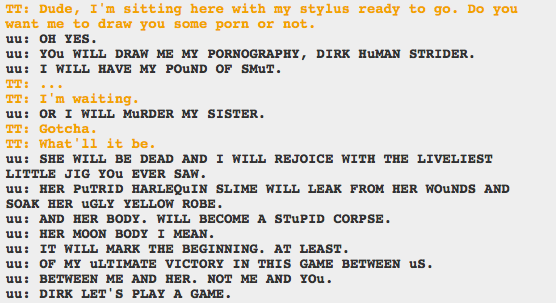 TT: Dude, I'm sitting here with my stylus ready to go. Do you
want me to draw you some porn or not.
uu: OH YES.
uu: YOu WILL DRAW ME MY PORNOGRAPHY, DIRK HuMAN STRIDER.
uu: I WILL HAVE MY POuND OF SMuT.
TT: ...
TT: I'm waiting.
uu: OR I WILL MuRDER MY SISTER.
TT: Gotcha.
TT: What'll it be.
uu: SHE WILL BE DEAD AND I WILL REJOICE WITH THE LIVELIEST
LITTLE JIG YOu EVER SAW.
uu: HER PuTRID HARLEQuIN SLIME WILL LEAK FROM HER WOuNDS AND
SOAK HER uGLY YELLOW ROBE.
uu: AND HER BODY. WILL BECOME A STuPID CORPSE.
uu: HER MOON BODY I MEAN.
uu: IT WILL MARK THE BEGINNING. AT LEAST.
uu: OF MY uLTIMATE VICTORY IN THIS GAME BETWEEN uS.
uu: BETWEEN ME AND HER. NOT ME AND YOu.
uu: DIRK LET'S PLAY A GAME.